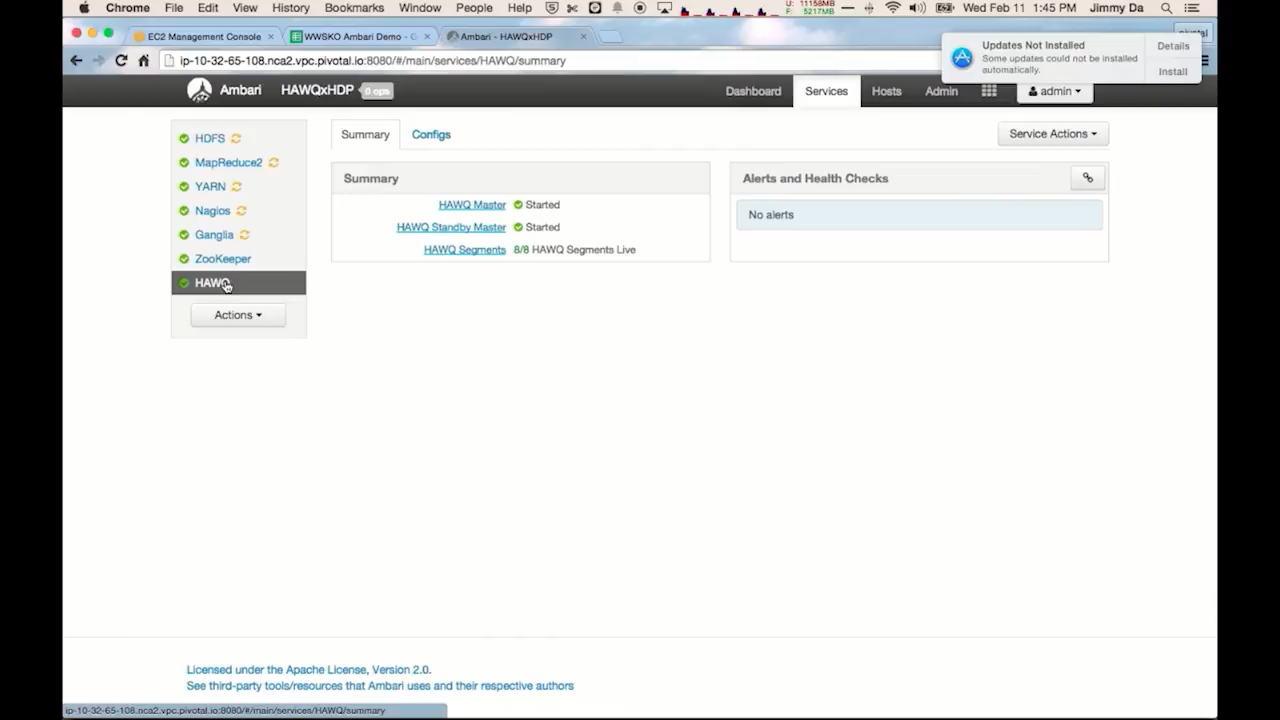 Chrome File Edit View History Bookmarks Window People Help U: 11158MB F: 5217MB Wed Feb 11 1:45 PM Jimmy Da
EC2 Management Console × WWSKO Ambari Demo - G × Ambari - HAWQxHDP × pivotal
ip-10-32-65-108.nca2.vpc.pivotal.io:8080/#/main/services/HAWQ/summary
Updates Not Installed
Some updates could not be installed
automatically.
Details
Install
Ambari HAWQxHDP 0 ops Dashboard Services Hosts Admin admin
HDFS
MapReduce2
YARN
Nagios
Ganglia
ZooKeeper
HAWQ
Actions
Summary Configs Service Actions
Summary
HAWQ Master Started
HAWQ Standby Master Started
HAWQ Segments 8/8 HAWQ Segments Live
Alerts and Health Checks
No alerts
Licensed under the Apache License, Version 2.0.
See third-party tools/resources that Ambari uses and their respective authors
ip-10-32-65-108.nca2.vpc.pivotal.io:8080/#/main/services/HAWQ/summary